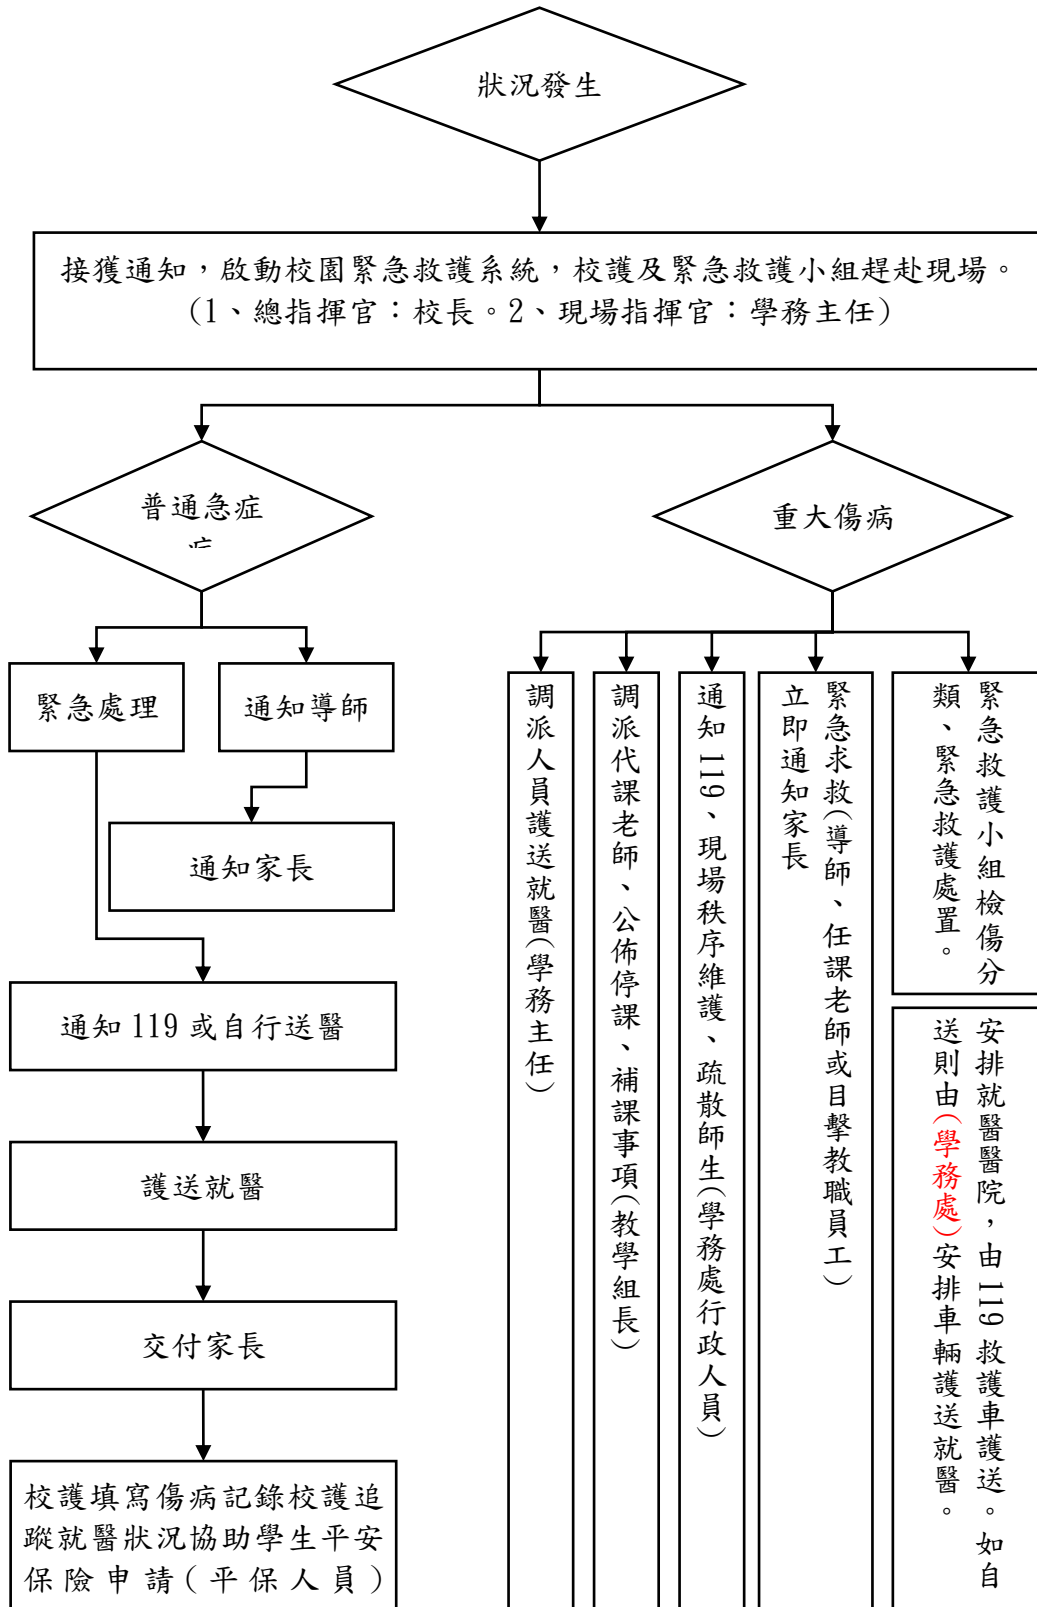 狀況發生
接獲通知，啟動校園緊急救護系統，校護及緊急救護小組趕赴現場。
(1、總指揮官：校長。2、現場指揮官：學務主任)
普通急症
重大傷病
緊急處理
通知導師
通知家長
通知 119 或自行送醫
護送就醫
交付家長
校護填寫傷病記錄校護追
蹤就醫狀況協助學生平安
保險申請(平保人員)
調派人員護送就醫(學務主任)
調派代課老師、公佈停課、補課事項(教學組長)
通知 119、現場秩序維護、疏散師生(學務處行政人員)
緊急求救(導師、任課老師或目擊教職員工)
立即通知家長
緊急救護小組檢傷分
類、緊急救護處置。
安排就醫醫院，由 119 救護車護送。如自
送則由(學務處)安排車輛護送就醫。